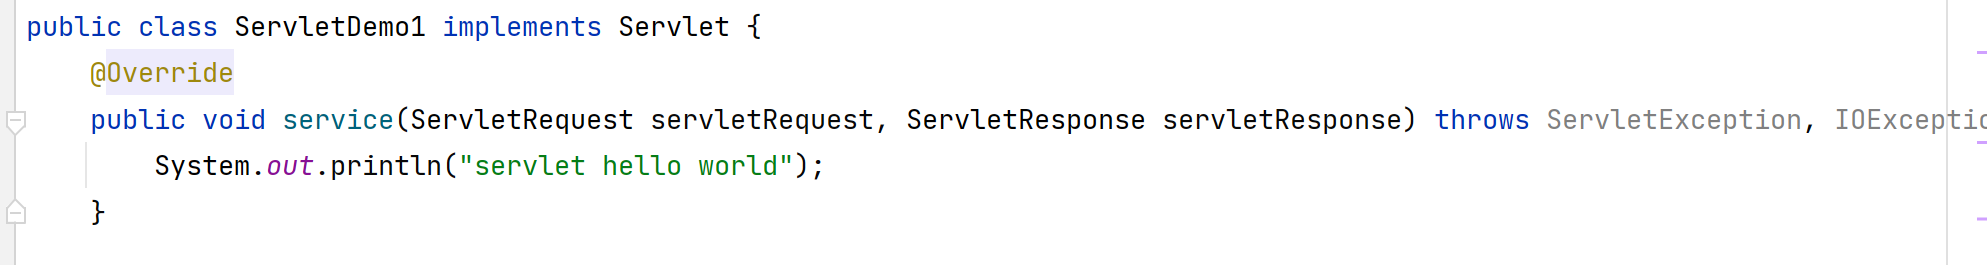 public class ServletDemo1 implements Servlet {
@Override
public void service(ServletRequest servletRequest, ServletResponse servletResponse) throws ServletException, IOExceptio
System.out.println("servlet hello world");
}